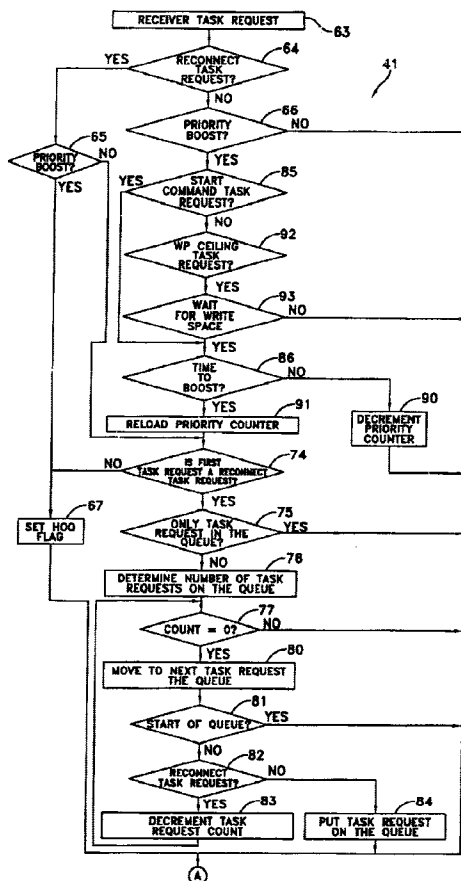 RECEIVER TASK REQUEST
63
64
YES
RECONNECT
TASK
REQUEST?
41
NO
66
PRIORITY
BOOST?
NO
65
PRIORITY
BOOST?
NO
YES
YES
YES
85
START
COMMAND TASK
REQUEST?
NO
92
WP CEILING
TASK
REQUEST?
YES
93
WAIT
FOR WRITE
SPACE
NO
YES
86
TIME
TO
BOOST?
NO
YES
91
RELOAD PRIORITY COUNTER
90
DECREMENT
PRIORITY
COUNTER
74
NO
IS FIRST
TASK REQUEST A RECONNECT
TASK REQUEST?
YES
75
67
SET HOQ
FLAG
ONLY TASK
REQUEST IN THE
QUEUE?
YES
NO
76
DETERMINE NUMBER OF TASK
REQUESTS ON THE QUEUE
77
COUNT = 0?
NO
YES
80
MOVE TO NEXT TASK REQUEST
THE QUEUE
81
START OF QUEUE?
YES
NO
82
RECONNECT
TASK REQUEST?
NO
YES
83
DECREMENT TASK
REQUEST COUNT
84
PUT TASK REQUEST
ON THE QUEUE
A